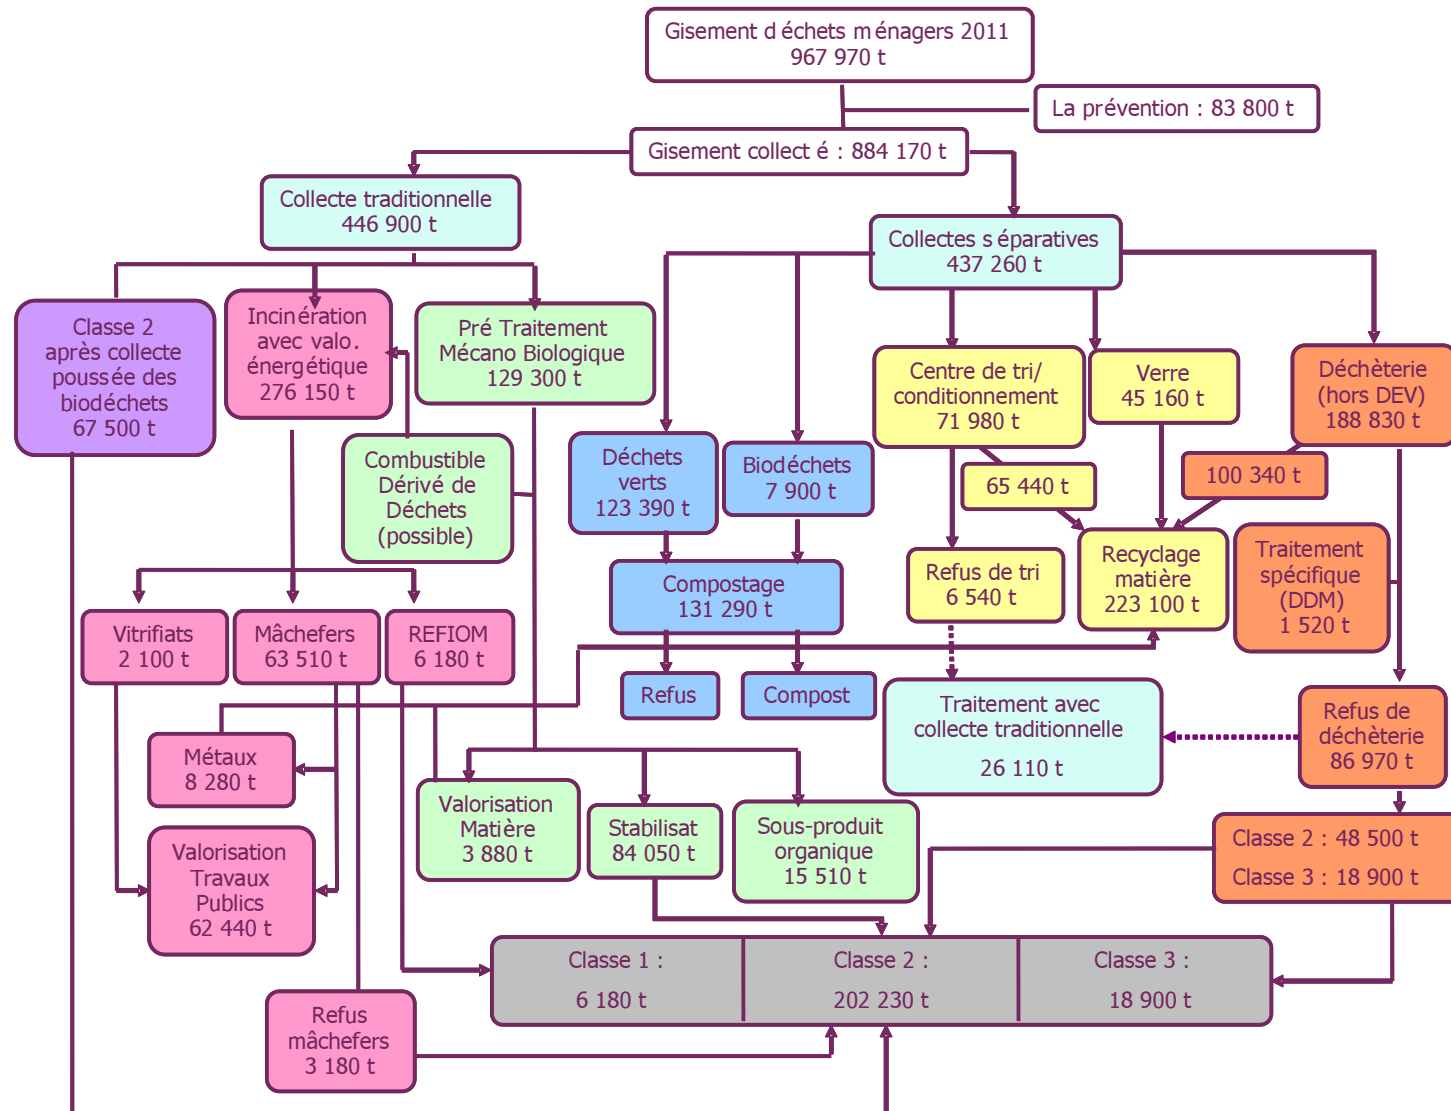 Gisement d échets m énagers 2011
967 970 t
La prévention : 83 800 t
Gisement collect é : 884 170 t
Collecte traditionnelle
446 900 t
Collectes s éparatives
437 260 t
Classe 2
après collecte
poussée des
biodéchets
67 500 t
Incinération
avec valo.
énergétique
276 150 t
Pré Traitement
Mécano Biologique
129 300 t
Centre de tri/
conditionnement
71 980 t
Verre
45 160 t
Déchèterie
(hors DEV)
188 830 t
Combustible
Dérivé de
Déchets
(possible)
Déchets
verts
123 390 t
Biodéchets
7 900 t
65 440 t
100 340 t
Compostage
131 290 t
Refus de tri
6 540 t
Recyclage
matière
223 100 t
Traitement
spécifique
(DDM)
1 520 t
Vitrifiats
2 100 t
Mâchefers
63 510 t
REFIOM
6 180 t
Refus
Compost
Traitement avec
collecte traditionnelle
26 110 t
Refus de
déchèterie
86 970 t
Métaux
8 280 t
Valorisation
Matière
3 880 t
Stabilisat
84 050 t
Sous-produit
organique
15 510 t
Classe 2 : 48 500 t
Classe 3 : 18 900 t
Valorisation
Travaux
Publics
62 440 t
Classe 1 :
6 180 t
Classe 2 :
202 230 t
Classe 3 :
18 900 t
Refus
mâchefers
3 180 t